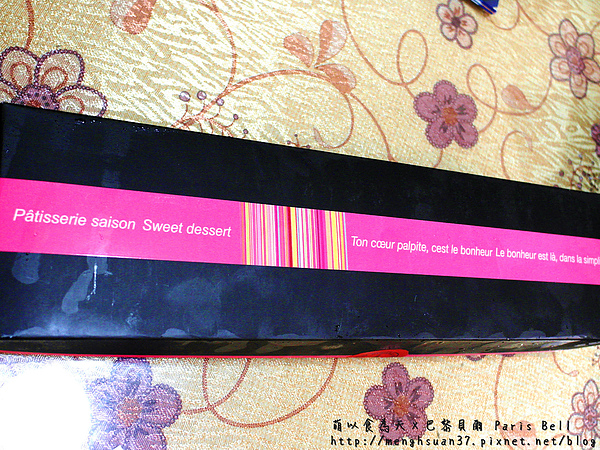 Pâtisserie saison Sweet dessert
Ton cœur palpite, cest le bonheur Le bonheur est là, dans la simpli
萌以食為天 x 巴黎貝爾 Paris Bell
http://menghsuan37.pixnet.net/blog